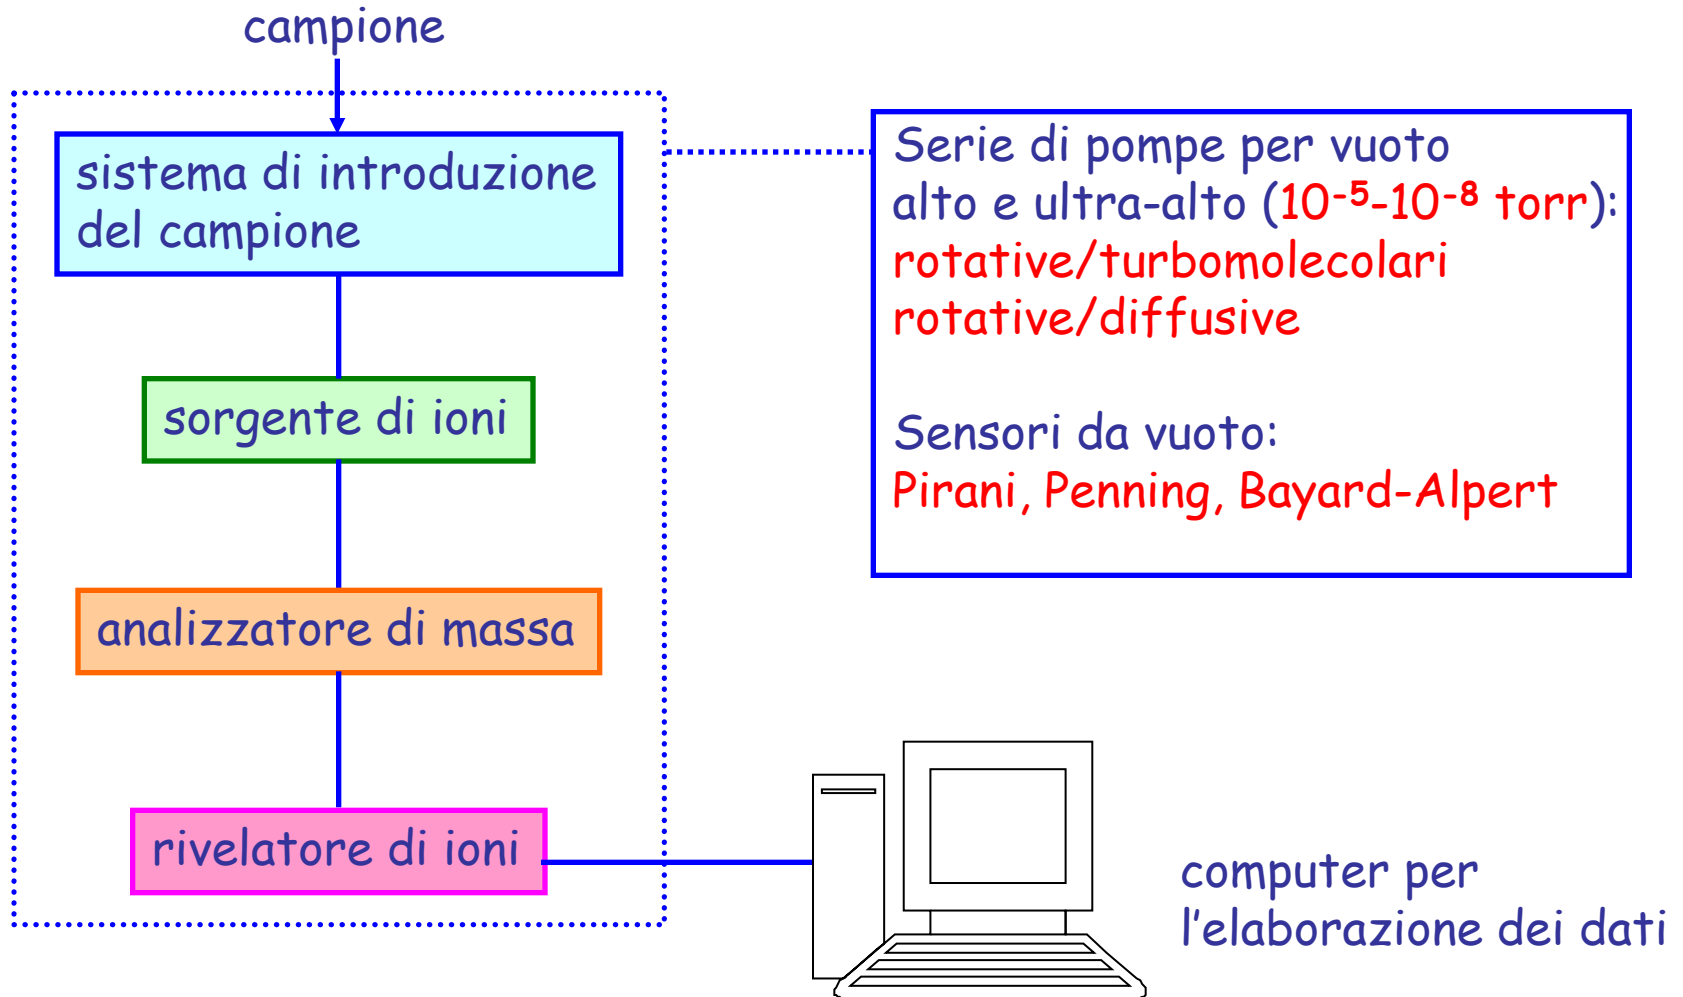 campione
sistema di introduzione
del campione
sorgente di ioni
analizzatore di massa
rivelatore di ioni
Serie di pompe per vuoto
alto e ultra-alto (10⁻⁵-10⁻⁸ torr):
rotative/turbomolecolari
rotative/diffusive
Sensori da vuoto:
Pirani, Penning, Bayard-Alpert
computer per
l'elaborazione dei dati